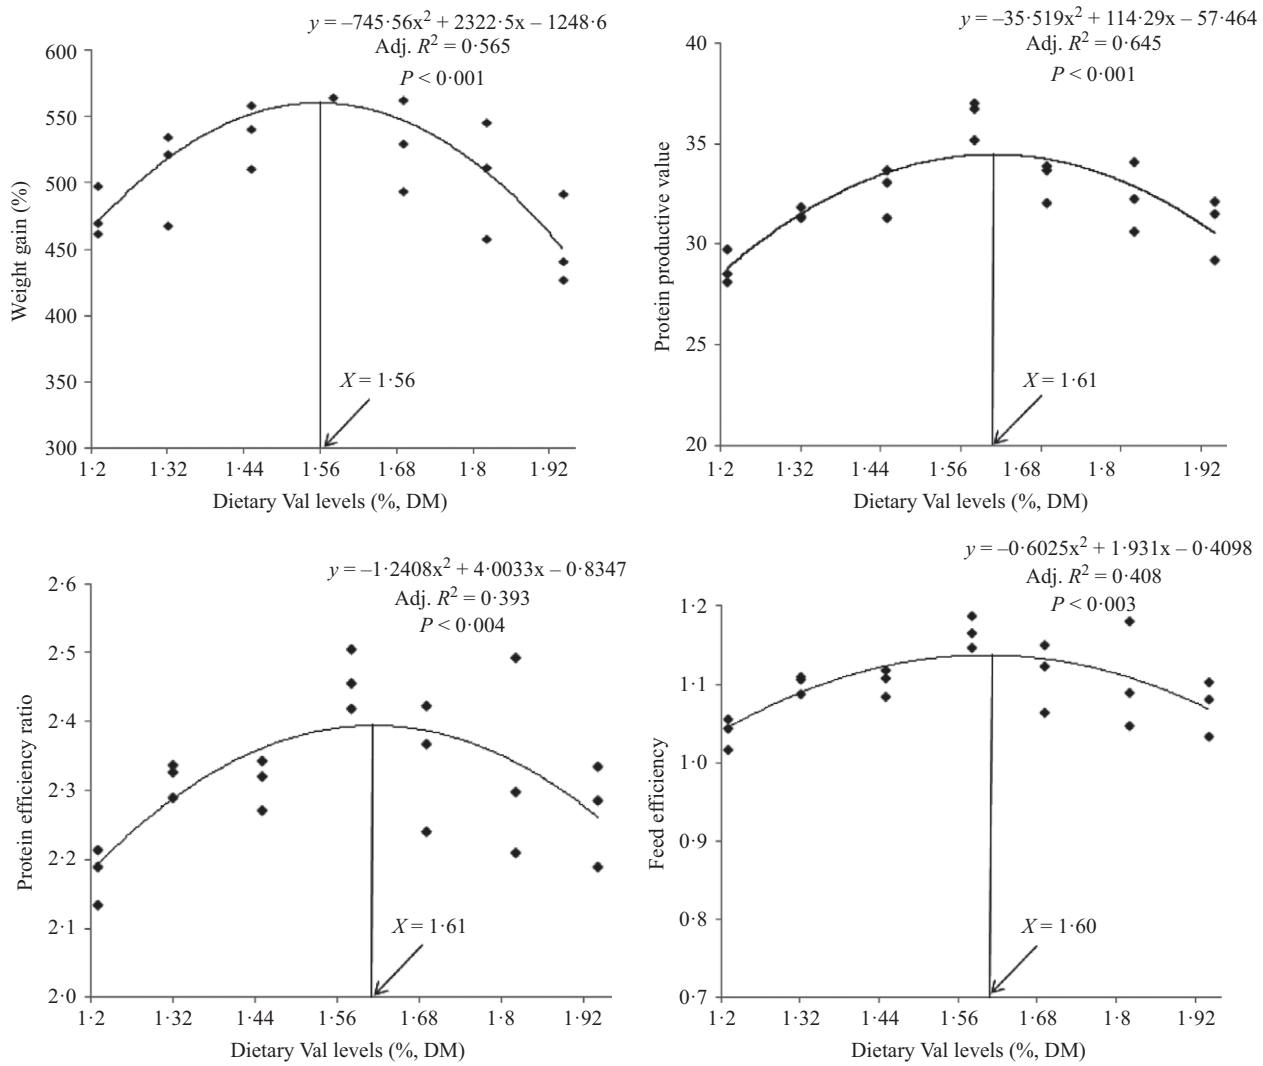 y = –745·56x² + 2322·5x – 1248·6
Adj. R² = 0·565
P < 0·001
600
550
500
450
400
350
300
Weight gain (%)
X = 1·56
1·2 1·32 1·44 1·56 1·68 1·8 1·92
Dietary Val levels (%, DM)
y = –35·519x² + 114·29x – 57·464
Adj. R² = 0·645
P < 0·001
40
35
30
25
20
Protein productive value
X = 1·61
1·2 1·32 1·44 1·56 1·68 1·8 1·92
Dietary Val levels (%, DM)
y = –1·2408x² + 4·0033x – 0·8347
Adj. R² = 0·393
P < 0·004
2·6
2·5
2·4
2·3
2·2
2·1
2·0
Protein efficiency ratio
X = 1·61
1·2 1·32 1·44 1·56 1·68 1·8 1·92
Dietary Val levels (%, DM)
y = –0·6025x² + 1·931x – 0·4098
Adj. R² = 0·408
P < 0·003
1·2
1·1
1·0
0·9
0·8
0·7
Feed efficiency
X = 1·60
1·2 1·32 1·44 1·56 1·68 1·8 1·92
Dietary Val levels (%, DM)